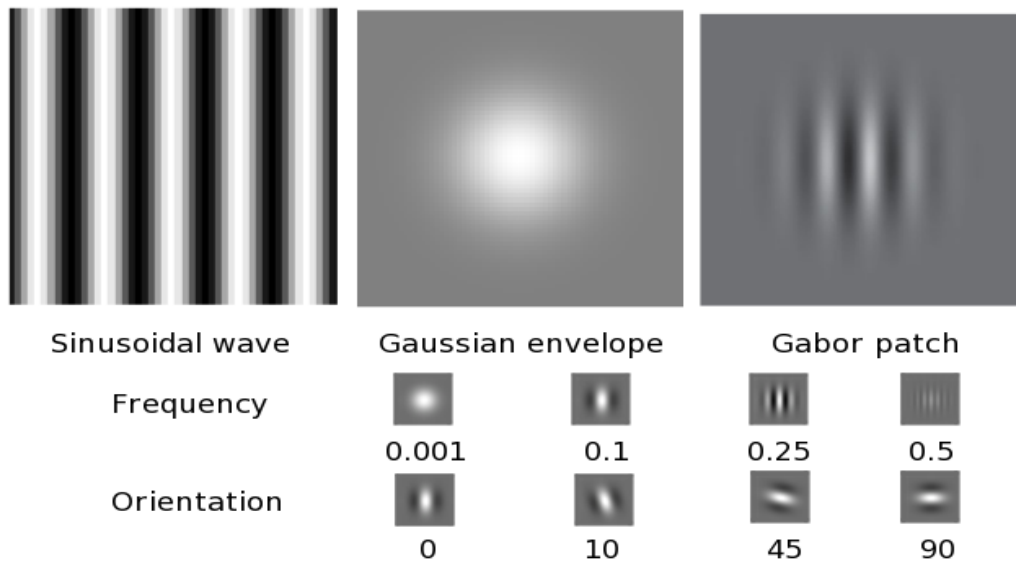 Sinusoidal wave Gaussian envelope Gabor patch
Frequency
0.001 0.1 0.25 0.5
Orientation
0 10 45 90